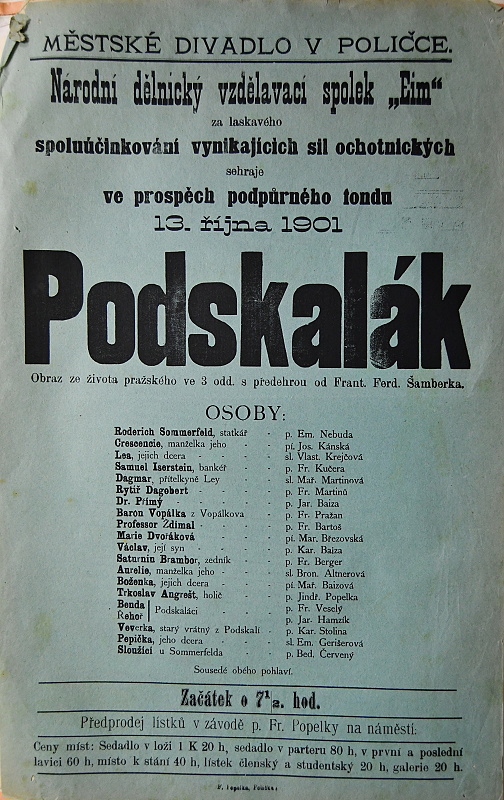 MĚSTSKÉ DIVADLO V POLIČCE.
Národní dělnický vzdělavací spolek „Eim“
za laskavého
spoluúčinkování vynikajících sil ochotnických
sehraje
ve prospěch podpůrného fondu
13. října 1901
Podskalák
Obraz ze života pražského ve 3 odd. s předehrou od Frant. Ferd. Šamberka.
OSOBY:
Roderich Sommerfeld, statkář - - p. Em. Nebuda
Crescencie, manželka jeho - - pí. Jos. Kánská
Lea, jejich dcera - - - - - sl. Vlast. Krejčová
Samuel Iserstein, bankéř - - p. Fr. Kučera
Dagmar, přítelkyně Ley - - sl. Mař. Martinová
Rytíř Dagobert - - - - - p. Fr. Martinů
Dr. Přímý - - - - - - p. Jar. Baiza
Baron Vopálka z Vopálkova - - p. Fr. Pražan
Professor Ždímal - - - - - p. Fr. Bartoš
Marie Dvořáková - - - - pí. Mar. Březovská
Václav, její syn - - - - - p. Kar. Baiza
Saturnin Brambor, zedník - - p. Fr. Berger
Aurelie, manželka jeho - - - sl. Bron. Altnerová
Boženka, jejich dcera - - - pí. Mař. Baizová
Trkoslav Angrešt, holič - - - p. Jindř. Popelka
Benda | Podskaláci - - - p. Fr. Veselý
Řehoř | p. Jar. Hamzík
Veverka, starý vrátný z Podskalí - p. Kar. Stolina
Pepička, jeho dcera - - - sl. Em. Gerišerová
Sloužící u Sommerfelda - - p. Bed. Červený
Sousedé obého pohlaví.
Začátek o 7 1/2. hod.
Předprodej lístků v závodě p. Fr. Popelky na náměstí.
Ceny míst: Sedadlo v loži 1 K 20 h, sedadlo v parteru 80 h, v první a poslední
lavici 60 h, místo k stání 40 h, lístek členský a studentský 20 h, galerie 20 h.
F. Popelka, Polička.